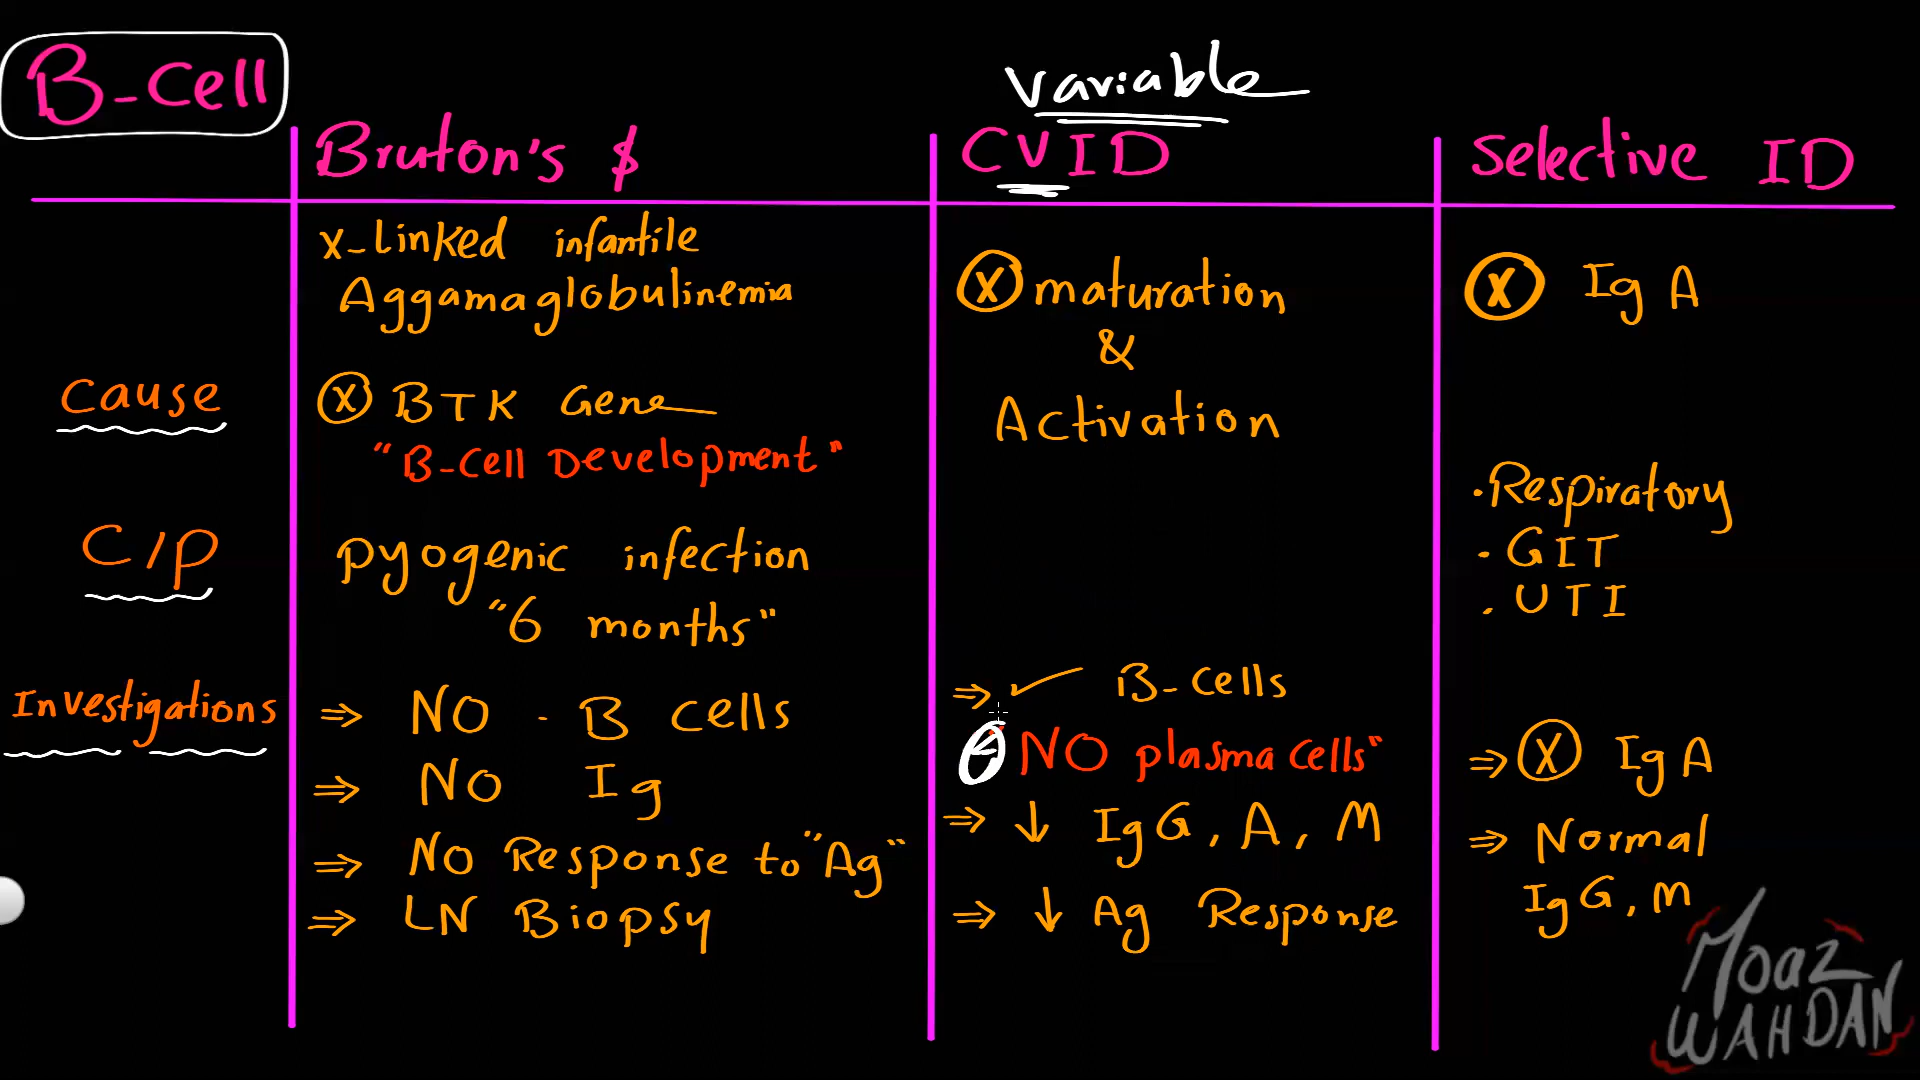 B-Cell
Variable
Bruton's $
CVID
Selective ID
X-Linked infantile
Aggamaglobulinemia
X maturation
&
Activation
X IgA
Cause
X BTK Gene
"B-Cell Development"
C/P
pyogenic infection
"6 months"
.Respiratory
. GIT
. UTI
Investigations
⇒ NO - B cells
⇒ NO Ig
⇒ NO Response to "Ag"
⇒ LN Biopsy
⇒ ✓ B-cells
NO plasma cells"
⇒ ↓ IgG, A, M
⇒ ↓ Ag Response
⇒ X IgA
⇒ Normal
IgG, M
Moaz
WAHDAN